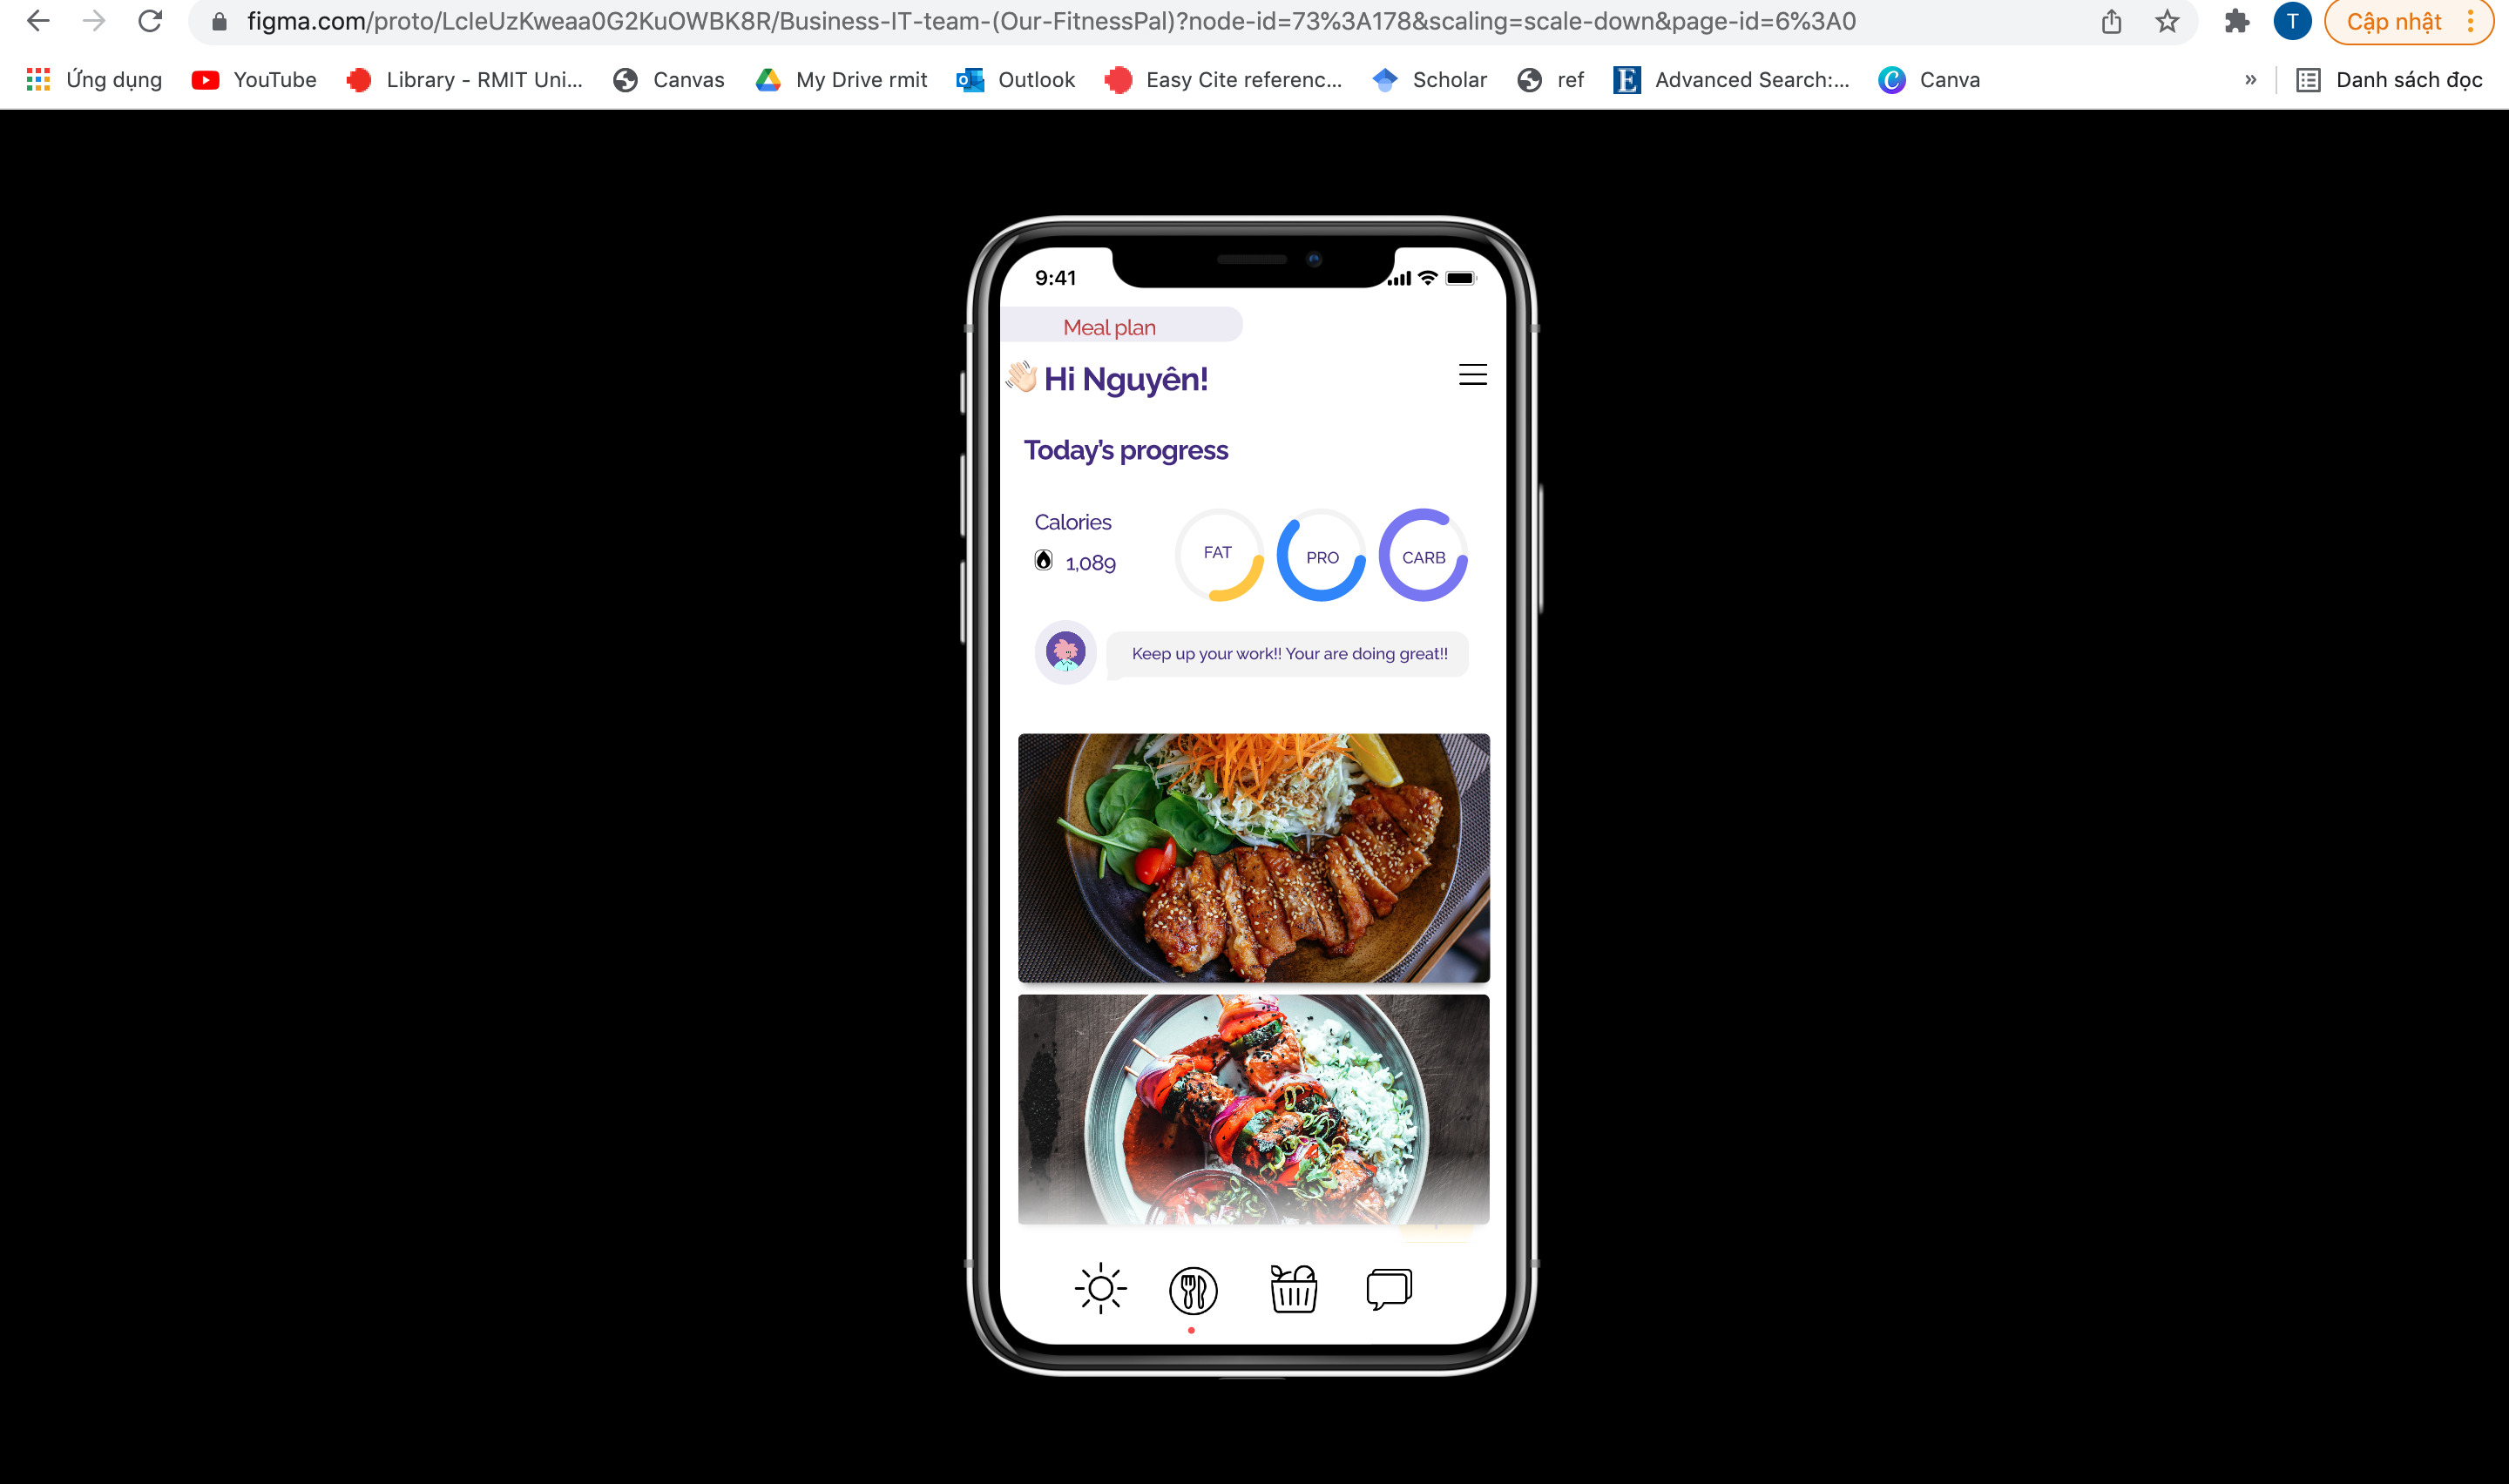 figma.com/proto/LcIeUzKweaa0G2KuOWBK8R/Business-IT-team-(Our-FitnessPal)?node-id=73%3A178&scaling=scale-down&page-id=6%3A0
T
Cập nhật
Ứng dụng
YouTube
Library - RMIT Uni...
Canvas
My Drive rmit
Outlook
Easy Cite referenc...
Scholar
ref
Advanced Search:...
Canva
»
Danh sách đọc
9:41
Meal plan
Hi Nguyên!
Today's progress
Calories
1,089
FAT
PRO
CARB
Keep up your work!! Your are doing great!!